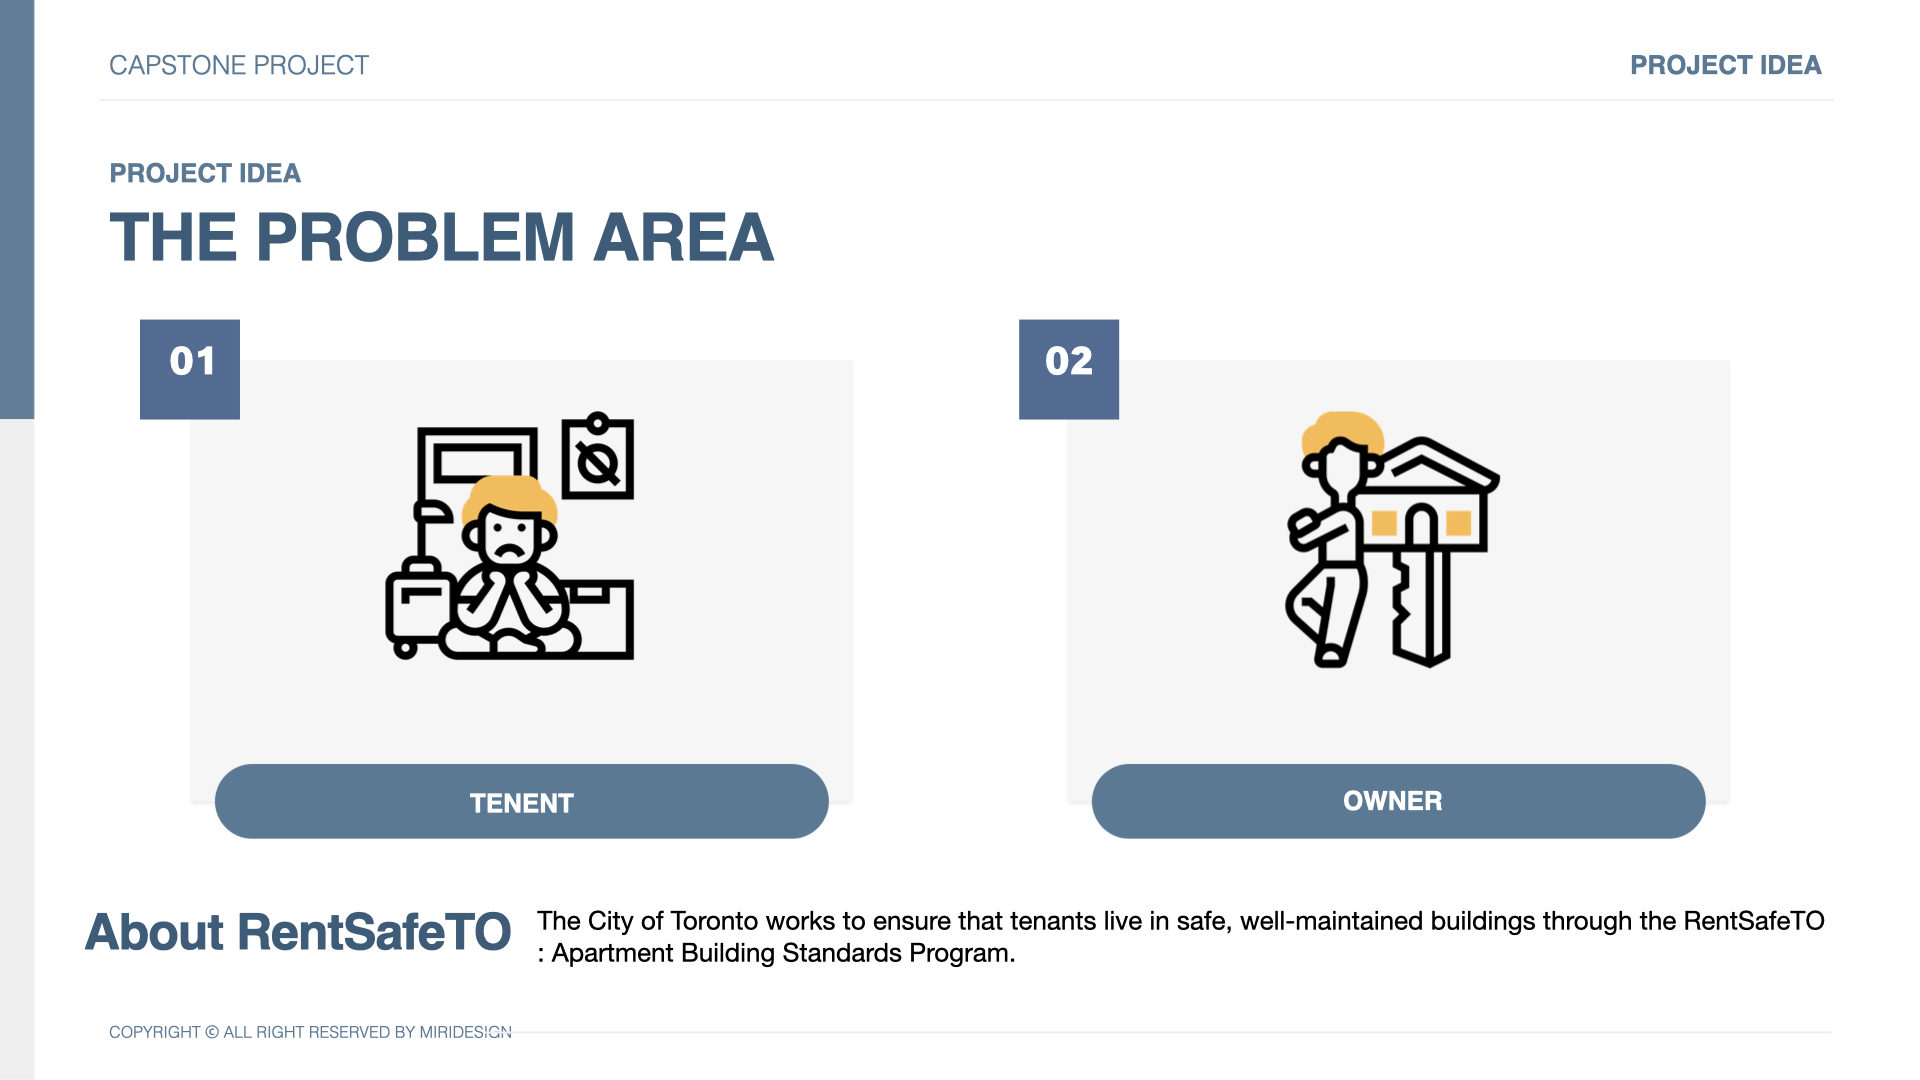 CAPSTONE PROJECT
PROJECT IDEA
PROJECT IDEA
THE PROBLEM AREA
01
02
TENENT
OWNER
About RentSafeTO
The City of Toronto works to ensure that tenants live in safe, well-maintained buildings through the RentSafeTO
: Apartment Building Standards Program.
COPYRIGHT © ALL RIGHT RESERVED BY MIRIDESIGN